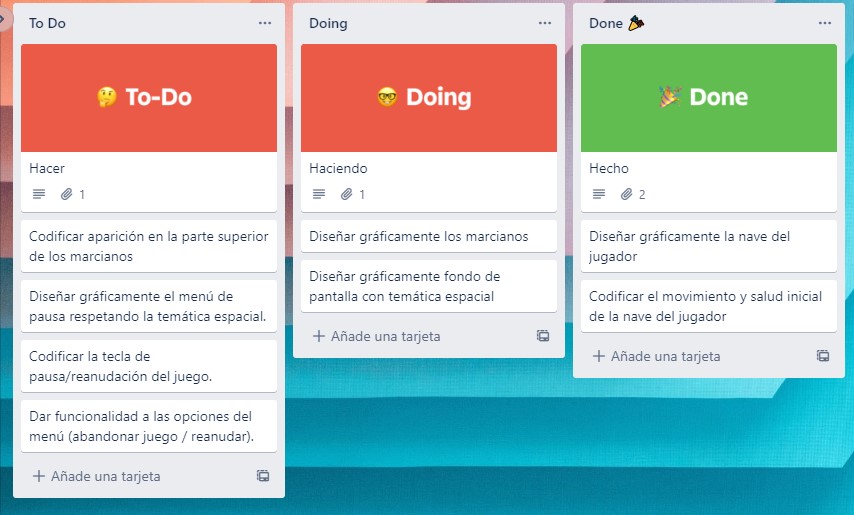 To Do
To-Do
Hacer
1
Codificar aparición en la parte superior
de los marcianos
Diseñar gráficamente el menú de
pausa respetando la temática espacial.
Codificar la tecla de
pausa/reanudación del juego.
Dar funcionalidad a las opciones del
menú (abandonar juego / reanudar).
+ Añade una tarjeta
Doing
Doing
Haciendo
1
Diseñar gráficamente los marcianos
Diseñar gráficamente fondo de
pantalla con temática espacial
+ Añade una tarjeta
Done 🎉
Done
Hecho
2
Diseñar gráficamente la nave del
jugador
Codificar el movimiento y salud inicial
de la nave del jugador
+ Añade una tarjeta